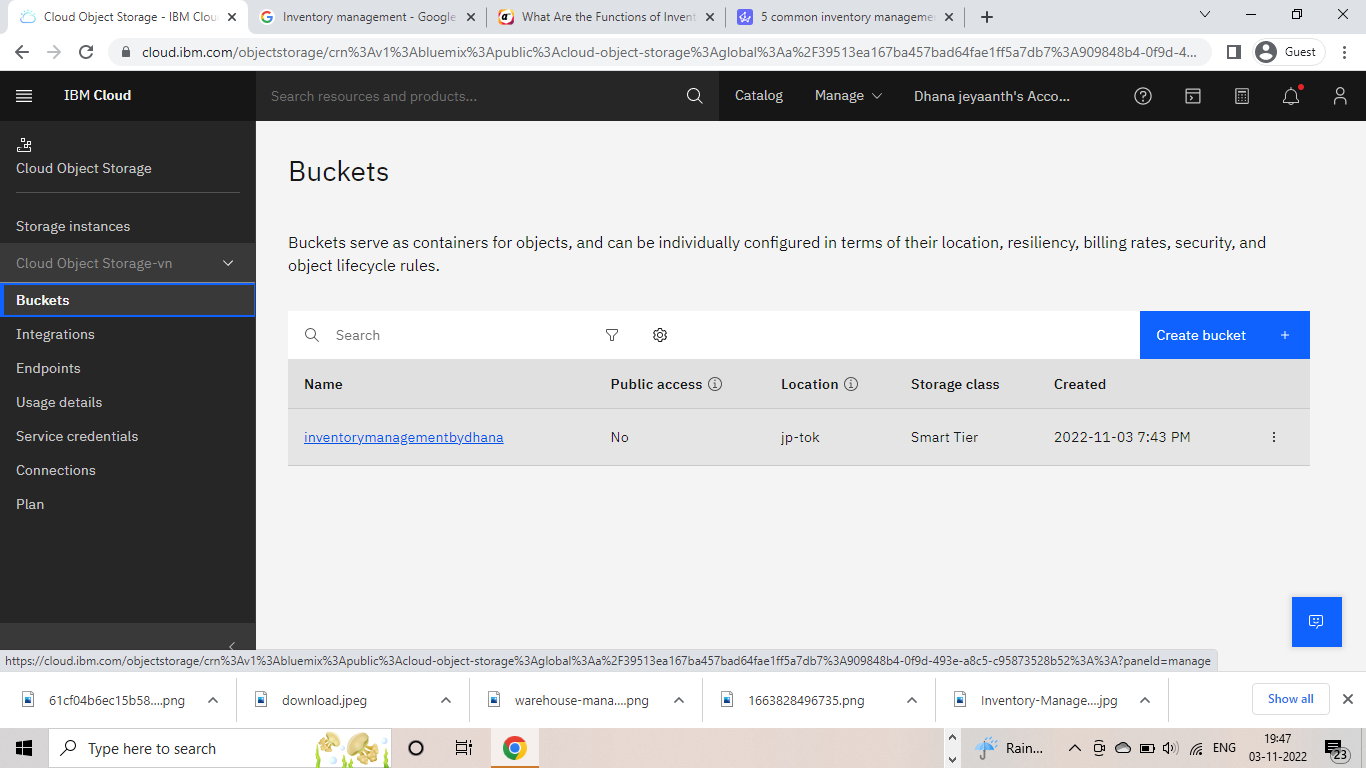 Cloud Object Storage - IBM Clou
Inventory management - Google
What Are the Functions of Invent
5 common inventory manageme
cloud.ibm.com/objectstorage/crn%3Av1%3Abluemix%3Apublic%3Acloud-object-storage%3Aglobal%3Aa%2F39513ea167ba457bad64fae1ff5a7db7%3A909848b4-0f9d-4...
Guest
IBM Cloud
Search resources and products...
Catalog
Manage
Dhana jeyaanth's Acco...
Cloud Object Storage
Storage instances
Cloud Object Storage-vn
Buckets
Integrations
Endpoints
Usage details
Service credentials
Connections
Plan
Buckets
Buckets serve as containers for objects, and can be individually configured in terms of their location, resiliency, billing rates, security, and
object lifecycle rules.
Search
Create bucket +
Name Public access Location Storage class Created
inventorymanagementbydhana No jp-tok Smart Tier 2022-11-03 7:43 PM
https://cloud.ibm.com/objectstorage/crn%3Av1%3Abluemix%3Apublic%3Acloud-object-storage%3Aglobal%3Aa%2F39513ea167ba457bad64fae1ff5a7db7%3A909848b4-0f9d-493e-a8c5-c95873528b52%3A%3A?paneId=manage
61cf04b6ec15b58....png
download.jpeg
warehouse-mana....png
1663828496735.png
Inventory-Manage....jpg
Show all
Type here to search
Rain...
ENG
19:47
03-11-2022
23